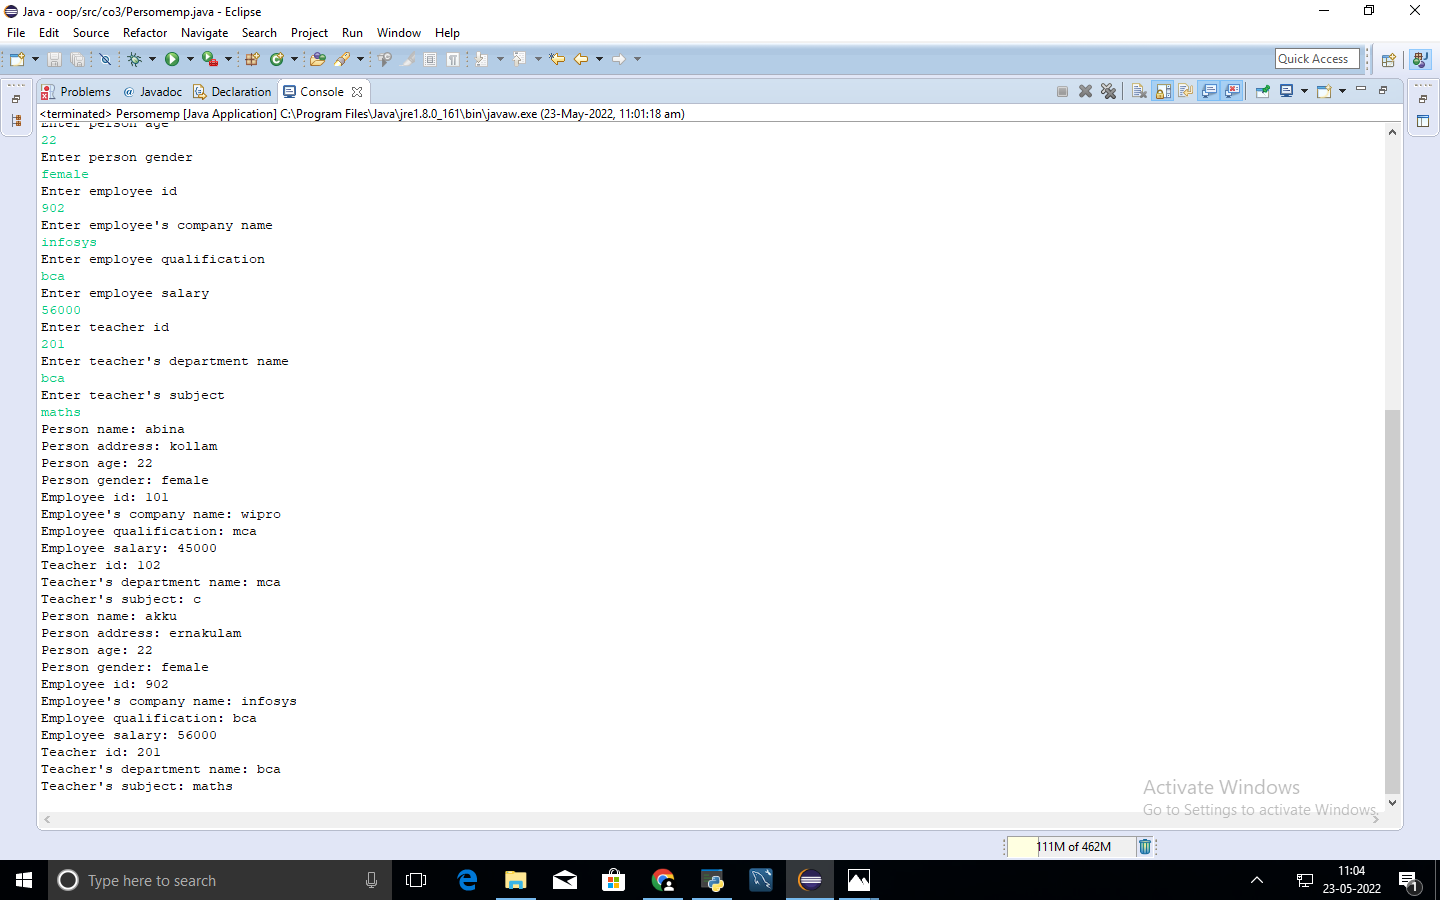 Java - oop/src/co3/Persomemp.java - Eclipse
File Edit Source Refactor Navigate Search Project Run Window Help
Quick Access
Problems @ Javadoc Declaration Console
<terminated> Persomemp [Java Application] C:\Program Files\Java\jre1.8.0_161\bin\javaw.exe (23-May-2022, 11:01:18 am)
Enter person age
22
Enter person gender
female
Enter employee id
902
Enter employee's company name
infosys
Enter employee qualification
bca
Enter employee salary
56000
Enter teacher id
201
Enter teacher's department name
bca
Enter teacher's subject
maths
Person name: abina
Person address: kollam
Person age: 22
Person gender: female
Employee id: 101
Employee's company name: wipro
Employee qualification: mca
Employee salary: 45000
Teacher id: 102
Teacher's department name: mca
Teacher's subject: c
Person name: akku
Person address: ernakulam
Person age: 22
Person gender: female
Employee id: 902
Employee's company name: infosys
Employee qualification: bca
Employee salary: 56000
Teacher id: 201
Teacher's department name: bca
Teacher's subject: maths
Activate Windows
Go to Settings to activate Windows.
111M of 462M
Type here to search
11:04
23-05-2022
1